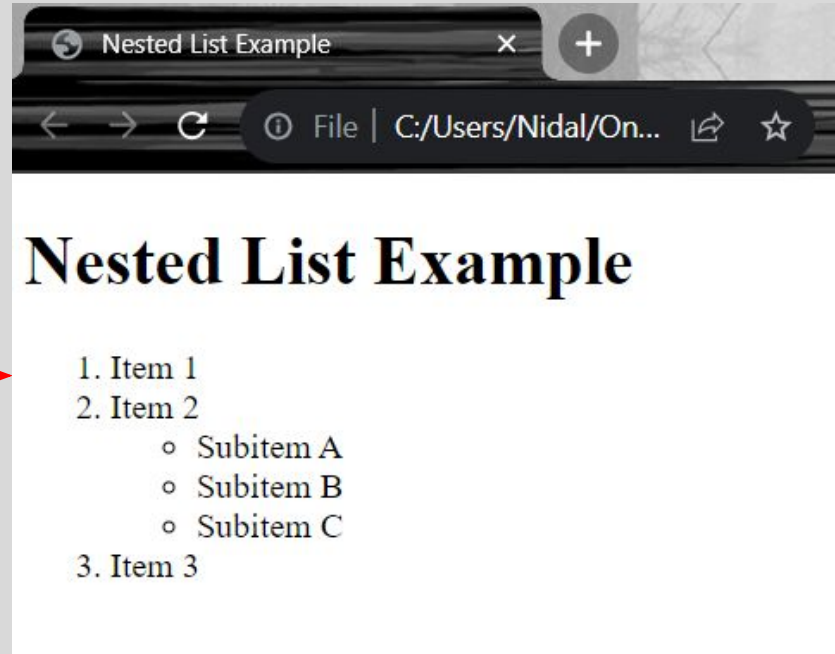 Nested List Example
File | C:/Users/Nidal/On...
Nested List Example
1. Item 1
2. Item 2
Subitem A
Subitem B
Subitem C
3. Item 3